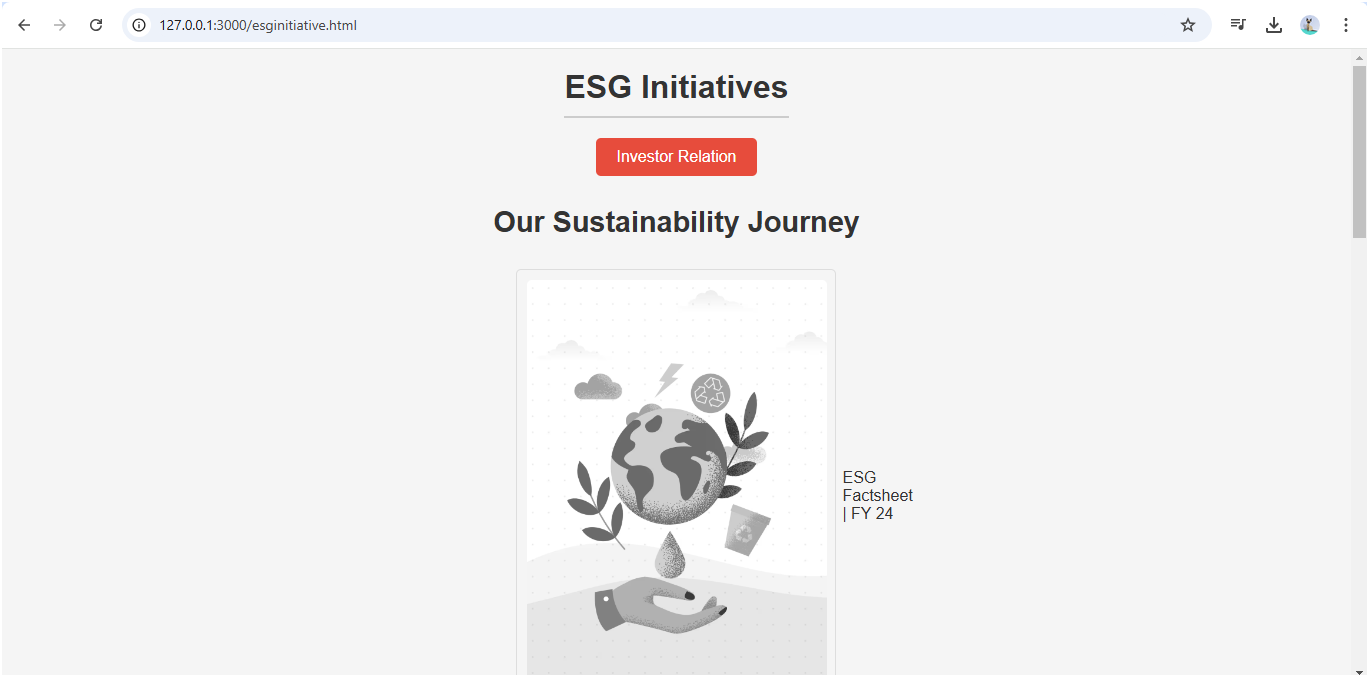 127.0.0.1:3000/esginitiative.html
ESG Initiatives
Investor Relation
Our Sustainability Journey
ESG
Factsheet
| FY 24